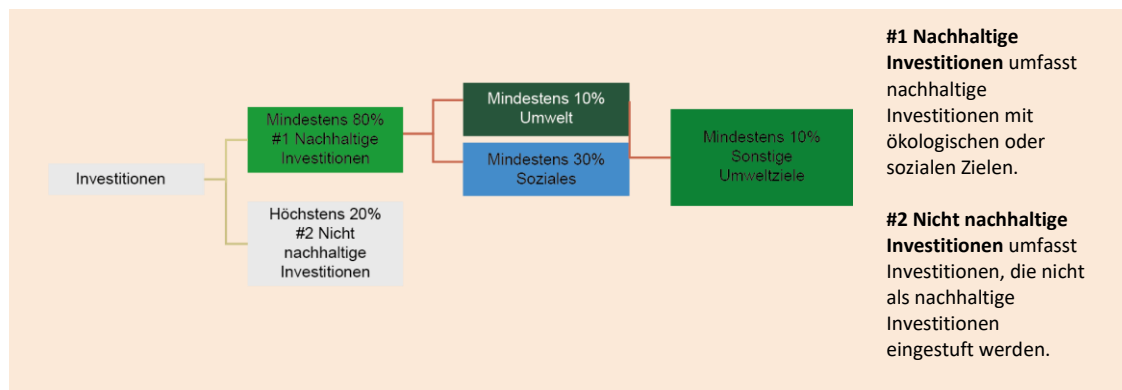 Investitionen
Mindestens 80%
#1 Nachhaltige
Investitionen
Höchstens 20%
#2 Nicht
nachhaltige
Investitionen
Mindestens 10%
Umwelt
Mindestens 30%
Soziales
Mindestens 10%
Sonstige
Umweltziele
#1 Nachhaltige
Investitionen umfasst
nachhaltige
Investitionen mit
ökologischen oder
sozialen Zielen.
#2 Nicht nachhaltige
Investitionen umfasst
Investitionen, die nicht
als nachhaltige
Investitionen
eingestuft werden.